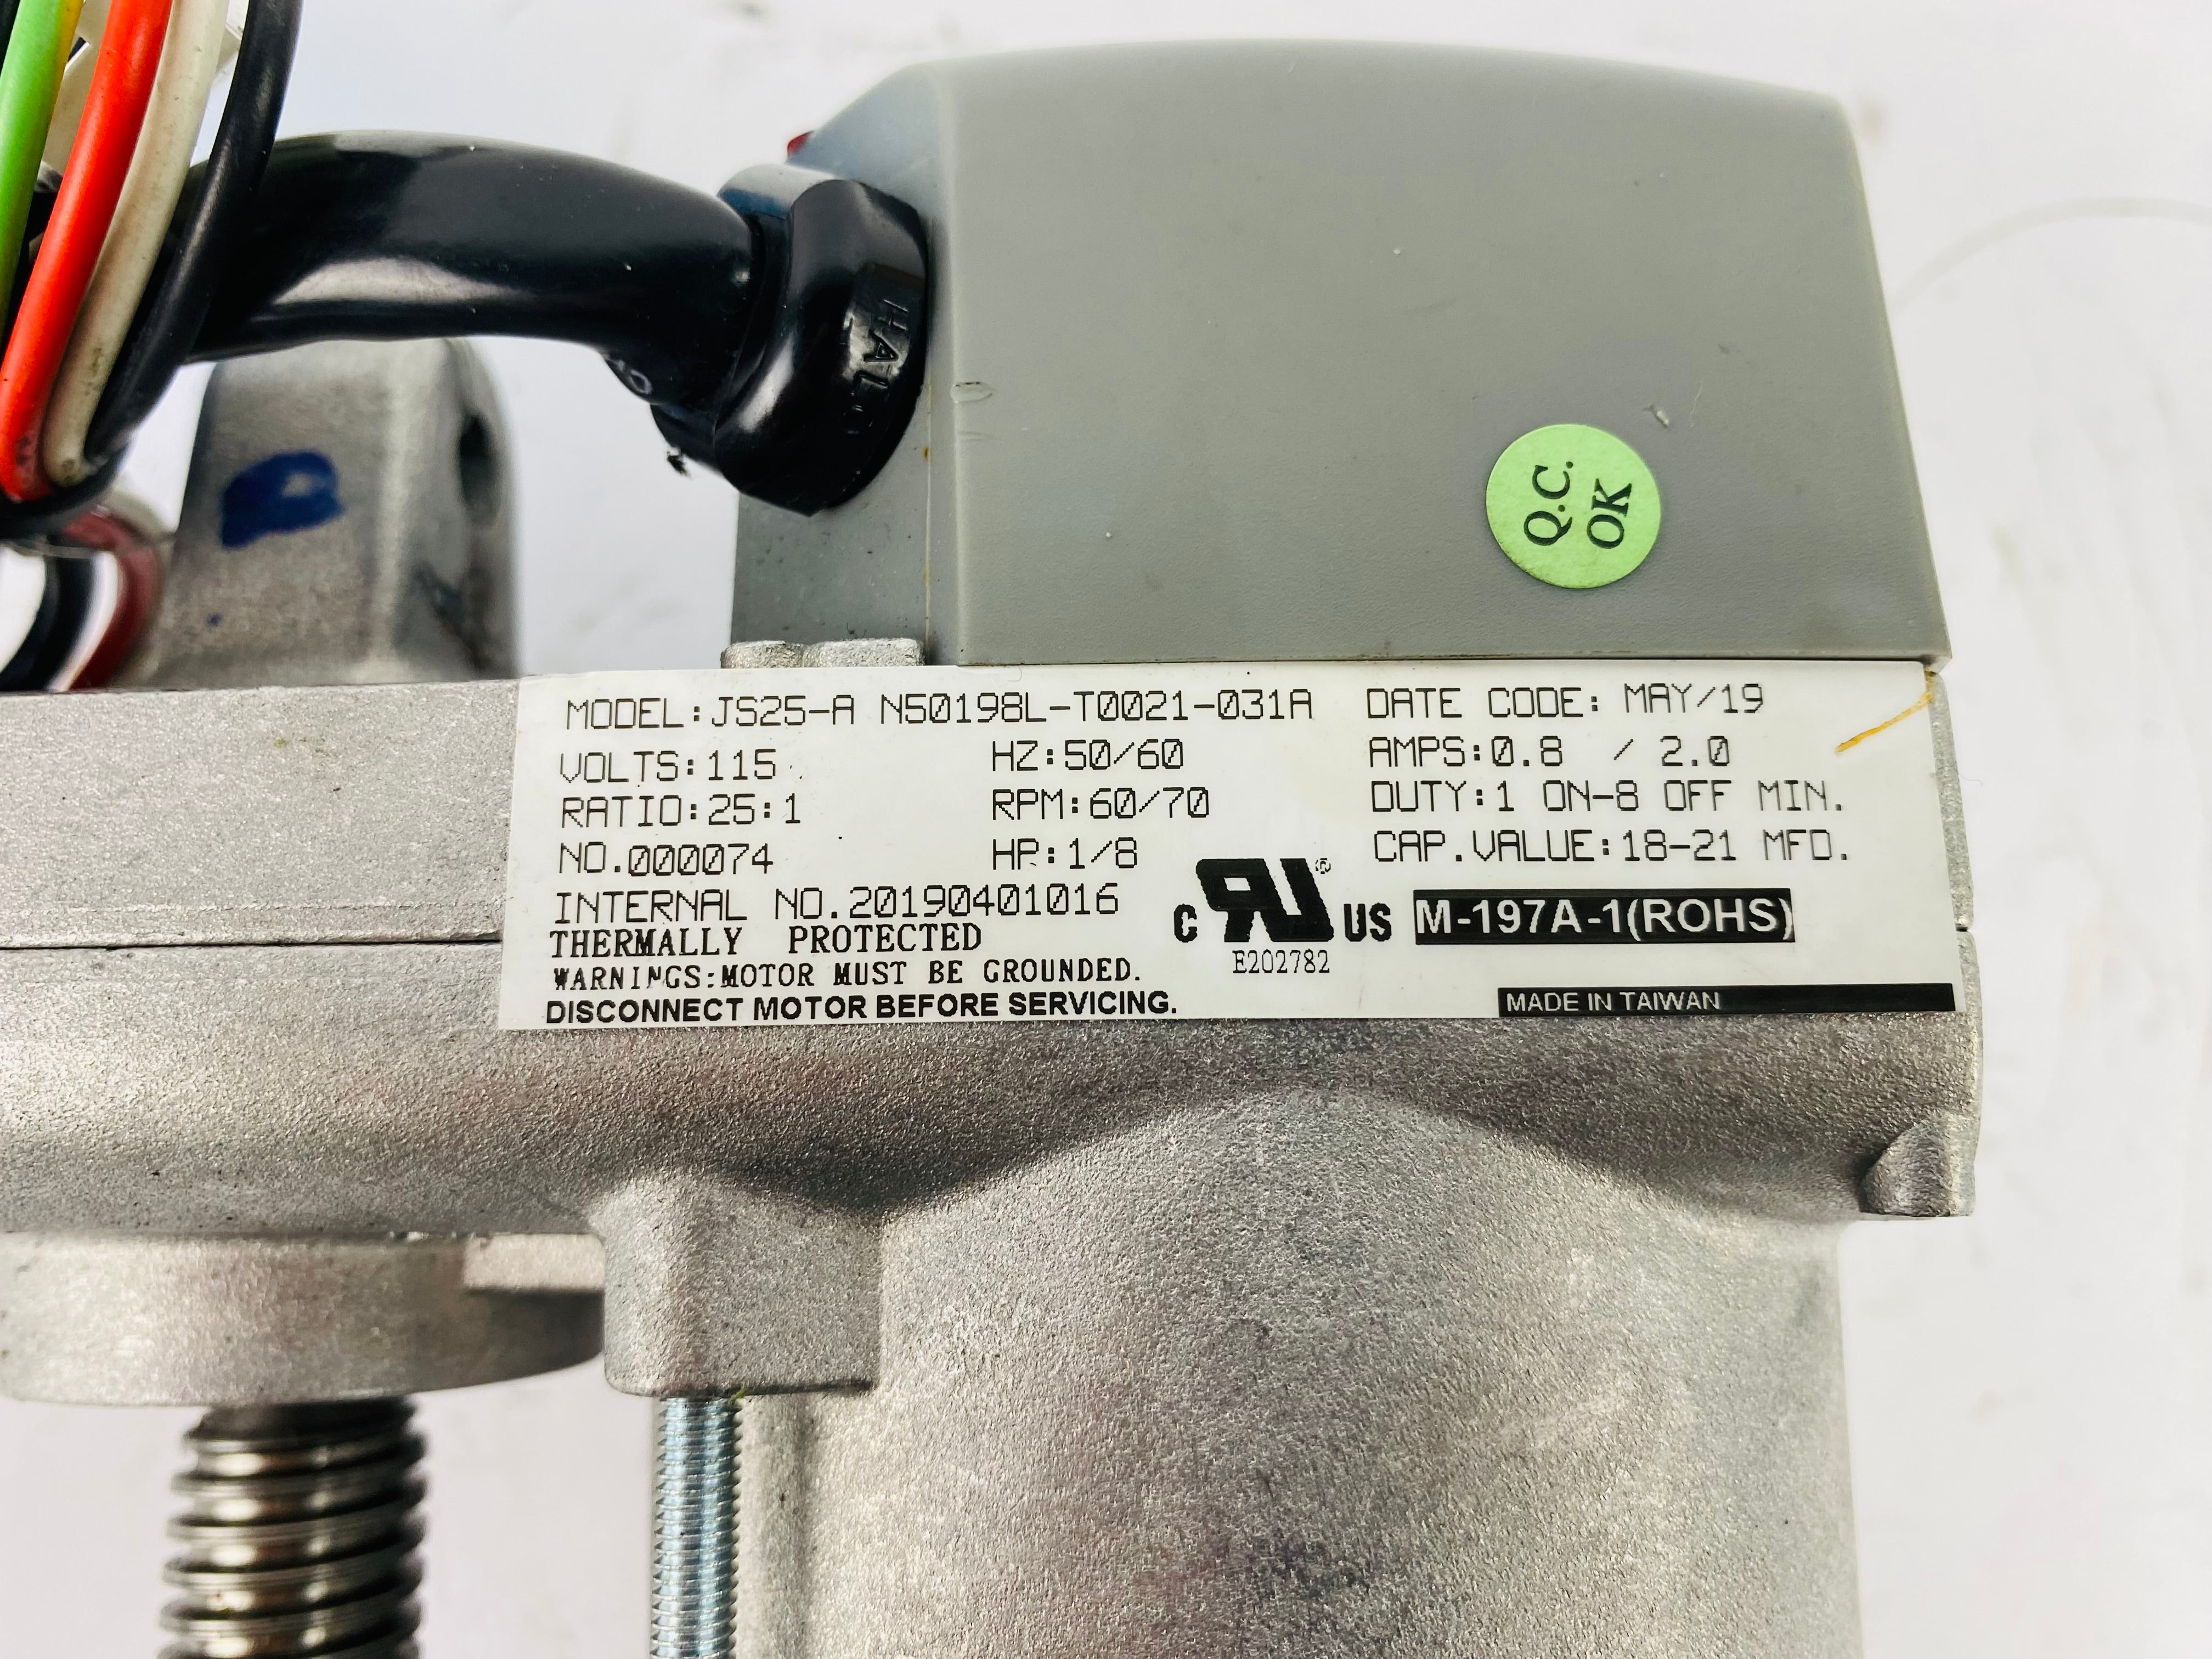 HALO
Q.C.
OK
MODEL:JS25-A N50198L-T0021-031A DATE CODE: MAY/19
VOLTS:115 HZ:50/60 AMPS:0.8 / 2.0
RATIO:25:1 RPM:60/70 DUTY:1 ON-8 OFF MIN.
NO.000074 HP:1/8 CAP.VALUE:18-21 MFD.
INTERNAL NO.20190401016 C RU® US M-197A-1(ROHS)
THERMALLY PROTECTED
WARNINGS:MOTOR MUST BE GROUNDED. E202782
DISCONNECT MOTOR BEFORE SERVICING. MADE IN TAIWAN